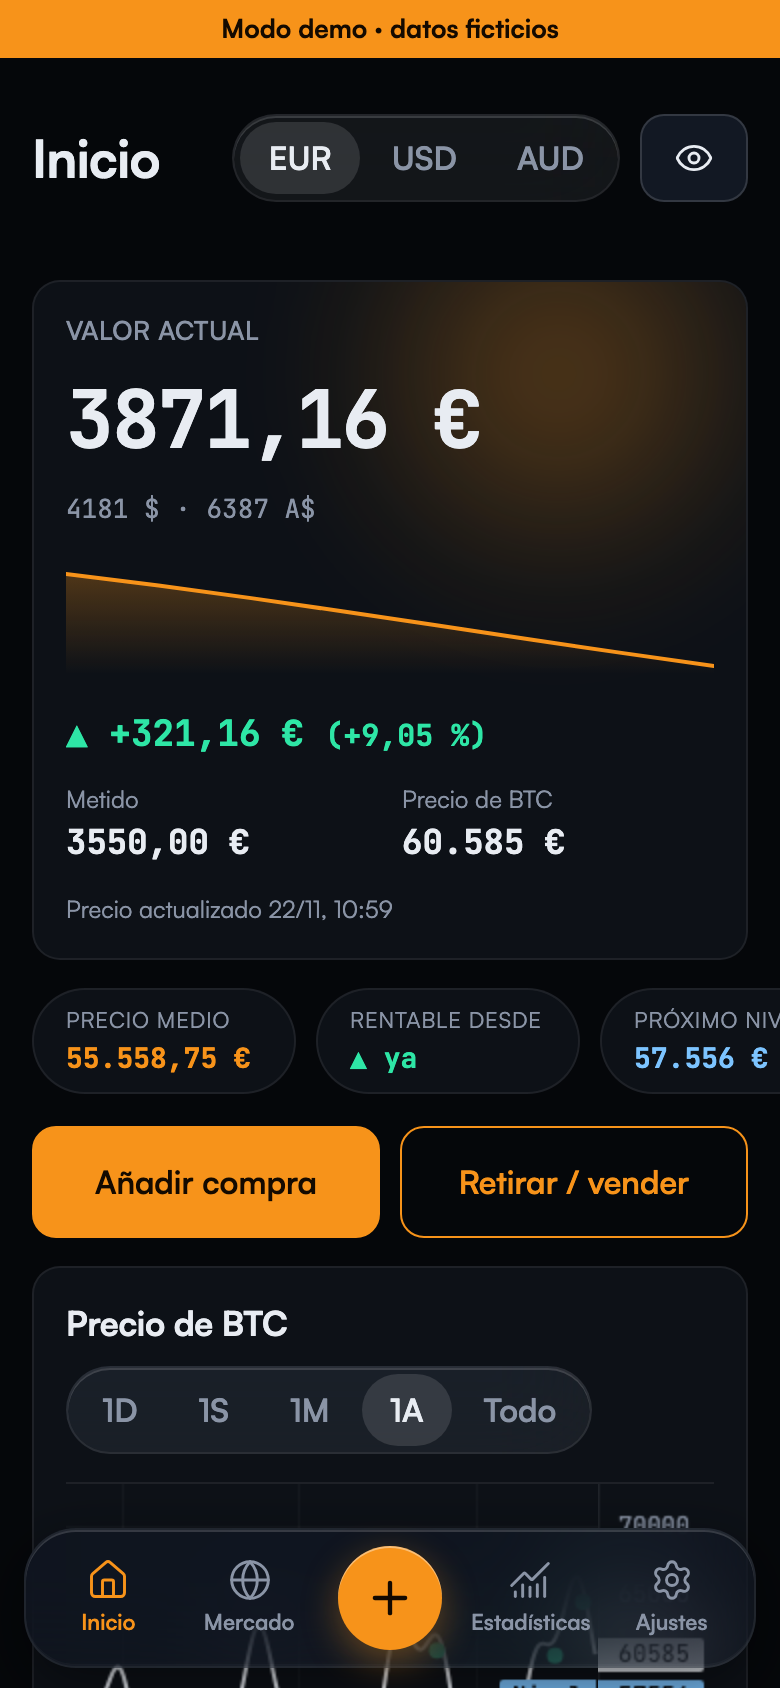 Modo demo · datos ficticios
Inicio
EUR USD AUD
VALOR ACTUAL
3871,16 €
4181 $ · 6387 A$
▲ +321,16 € (+9,05 %)
Metido Precio de BTC
3550,00 € 60.585 €
Precio actualizado 22/11, 10:59
PRECIO MEDIO RENTABLE DESDE PRÓXIMO NIV
55.558,75 € ▲ ya 57.556 €
Añadir compra Retirar / vender
Precio de BTC
1D 1S 1M 1A Todo
70000
Inicio Mercado + Estadísticas Ajustes
60585